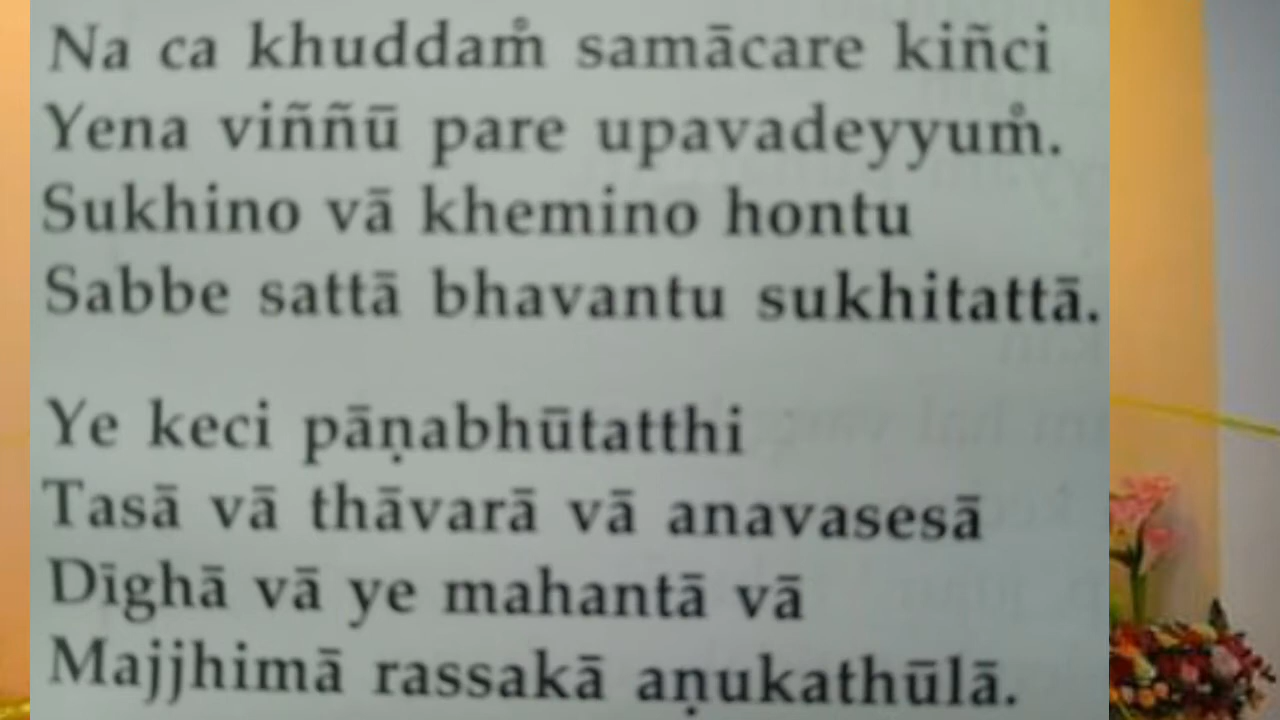 Na ca khuddaṁ samācare kiñci
Yena viññū pare upavadeyyuṁ.
Sukhino vā khemino hontu
Sabbe sattā bhavantu sukhitattā.
Ye keci pāṇabhūtatthi
Tasā vā thāvarā vā anavasesā
Dīghā vā ye mahantā vā
Majjhimā rassakā aṇukathūlā.